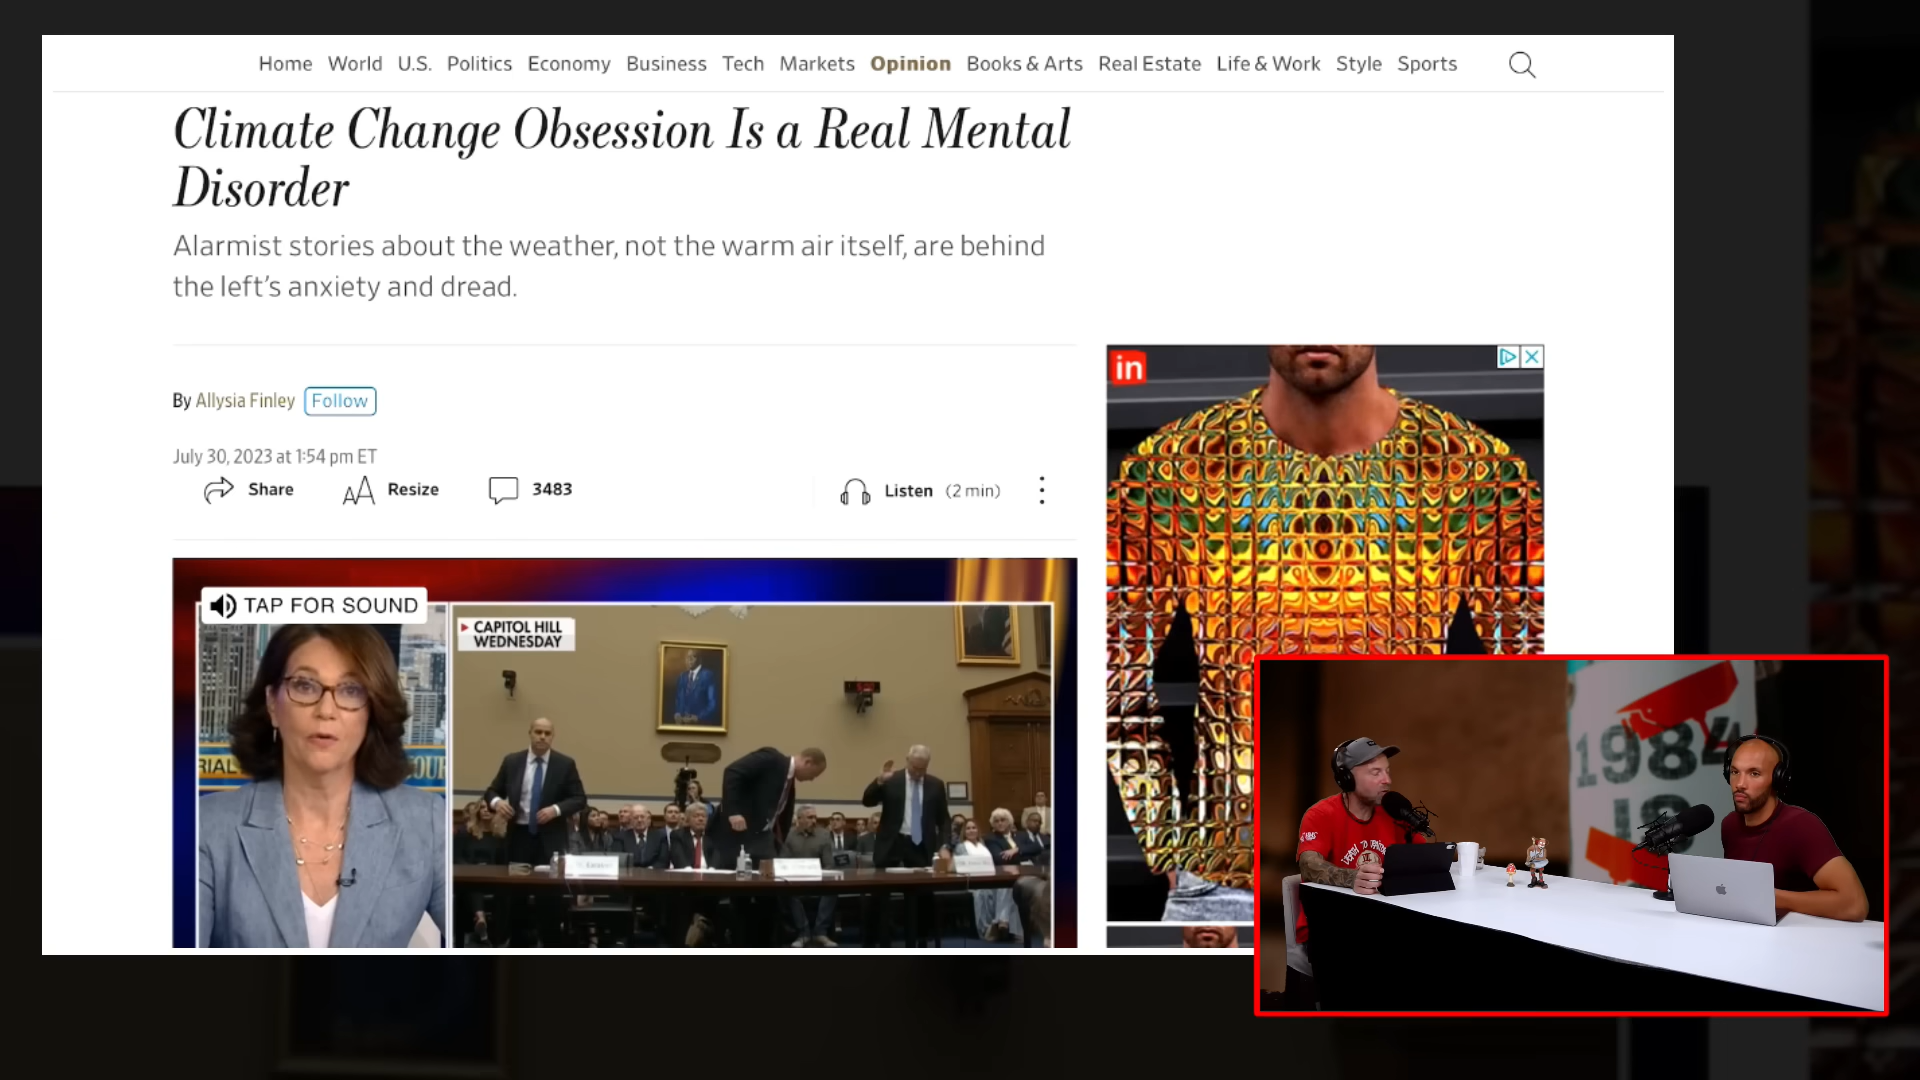 Home World U.S. Politics Economy Business Tech Markets Opinion Books & Arts Real Estate Life & Work Style Sports
Climate Change Obsession Is a Real Mental
Disorder
Alarmist stories about the weather, not the warm air itself, are behind
the left's anxiety and dread.
By Allysia Finley Follow
July 30, 2023 at 1:54 pm ET
Share Resize 3483 Listen (2 min)
in
TAP FOR SOUND
CAPITOL HILL
WEDNESDAY
1984